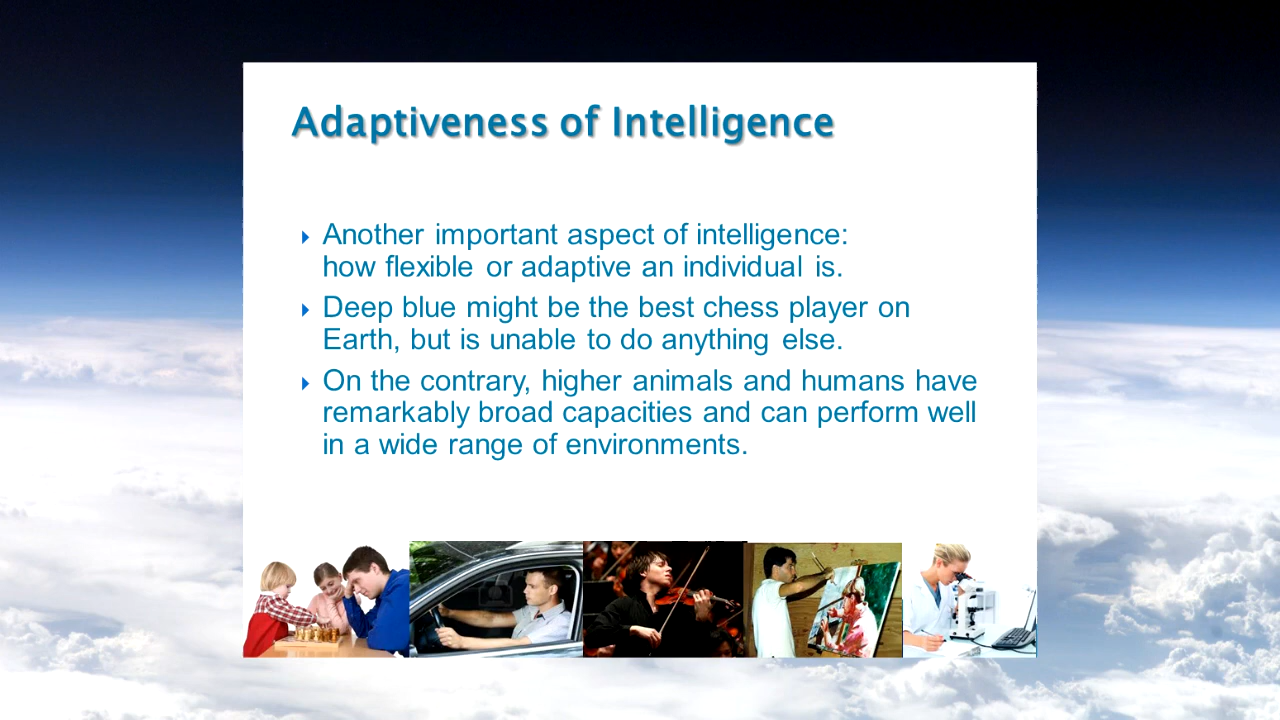 Adaptiveness of Intelligence
Another important aspect of intelligence:
how flexible or adaptive an individual is.
Deep blue might be the best chess player on
Earth, but is unable to do anything else.
On the contrary, higher animals and humans have
remarkably broad capacities and can perform well
in a wide range of environments.